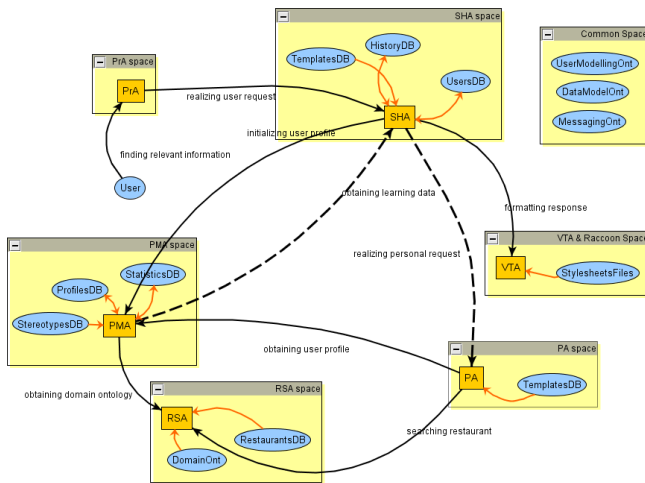 SHA space
Common Space
TemplatesDB
HistoryDB
UsersDB
SHA
UserModellingOnt
DataModelOnt
MessagingOnt
PrA space
PrA
realizing user request
initializing user profile
finding relevant information
User
obtaining learning data
formatting response
PMA space
StatisticsDB
ProfilesDB
StereotypesDB
PMA
realizing personal request
VTA & Raccoon Space
VTA
StylesheetsFiles
obtaining user profile
PA space
PA
TemplatesDB
obtaining domain ontology
RSA space
RSA
RestaurantsDB
DomainOnt
searching restaurant